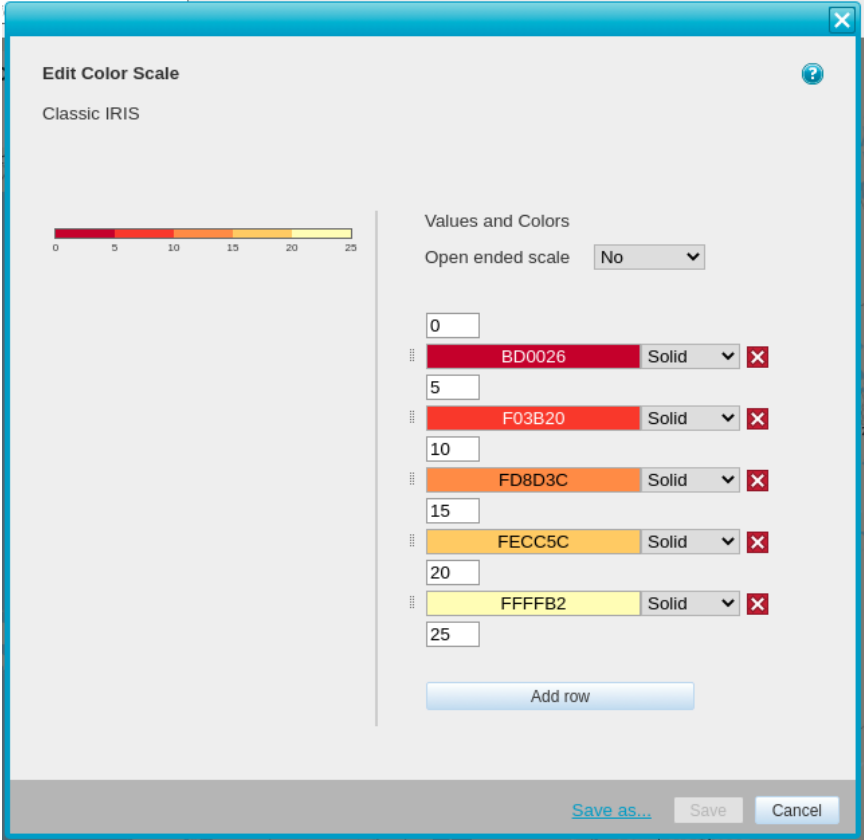 Edit Color Scale
?
Classic IRIS
0 5 10 15 20 25
Values and Colors
Open ended scale No
0
BD0026 Solid
5
F03B20 Solid
10
FD8D3C Solid
15
FECC5C Solid
20
FFFFB2 Solid
25
Add row
Save as... Save Cancel